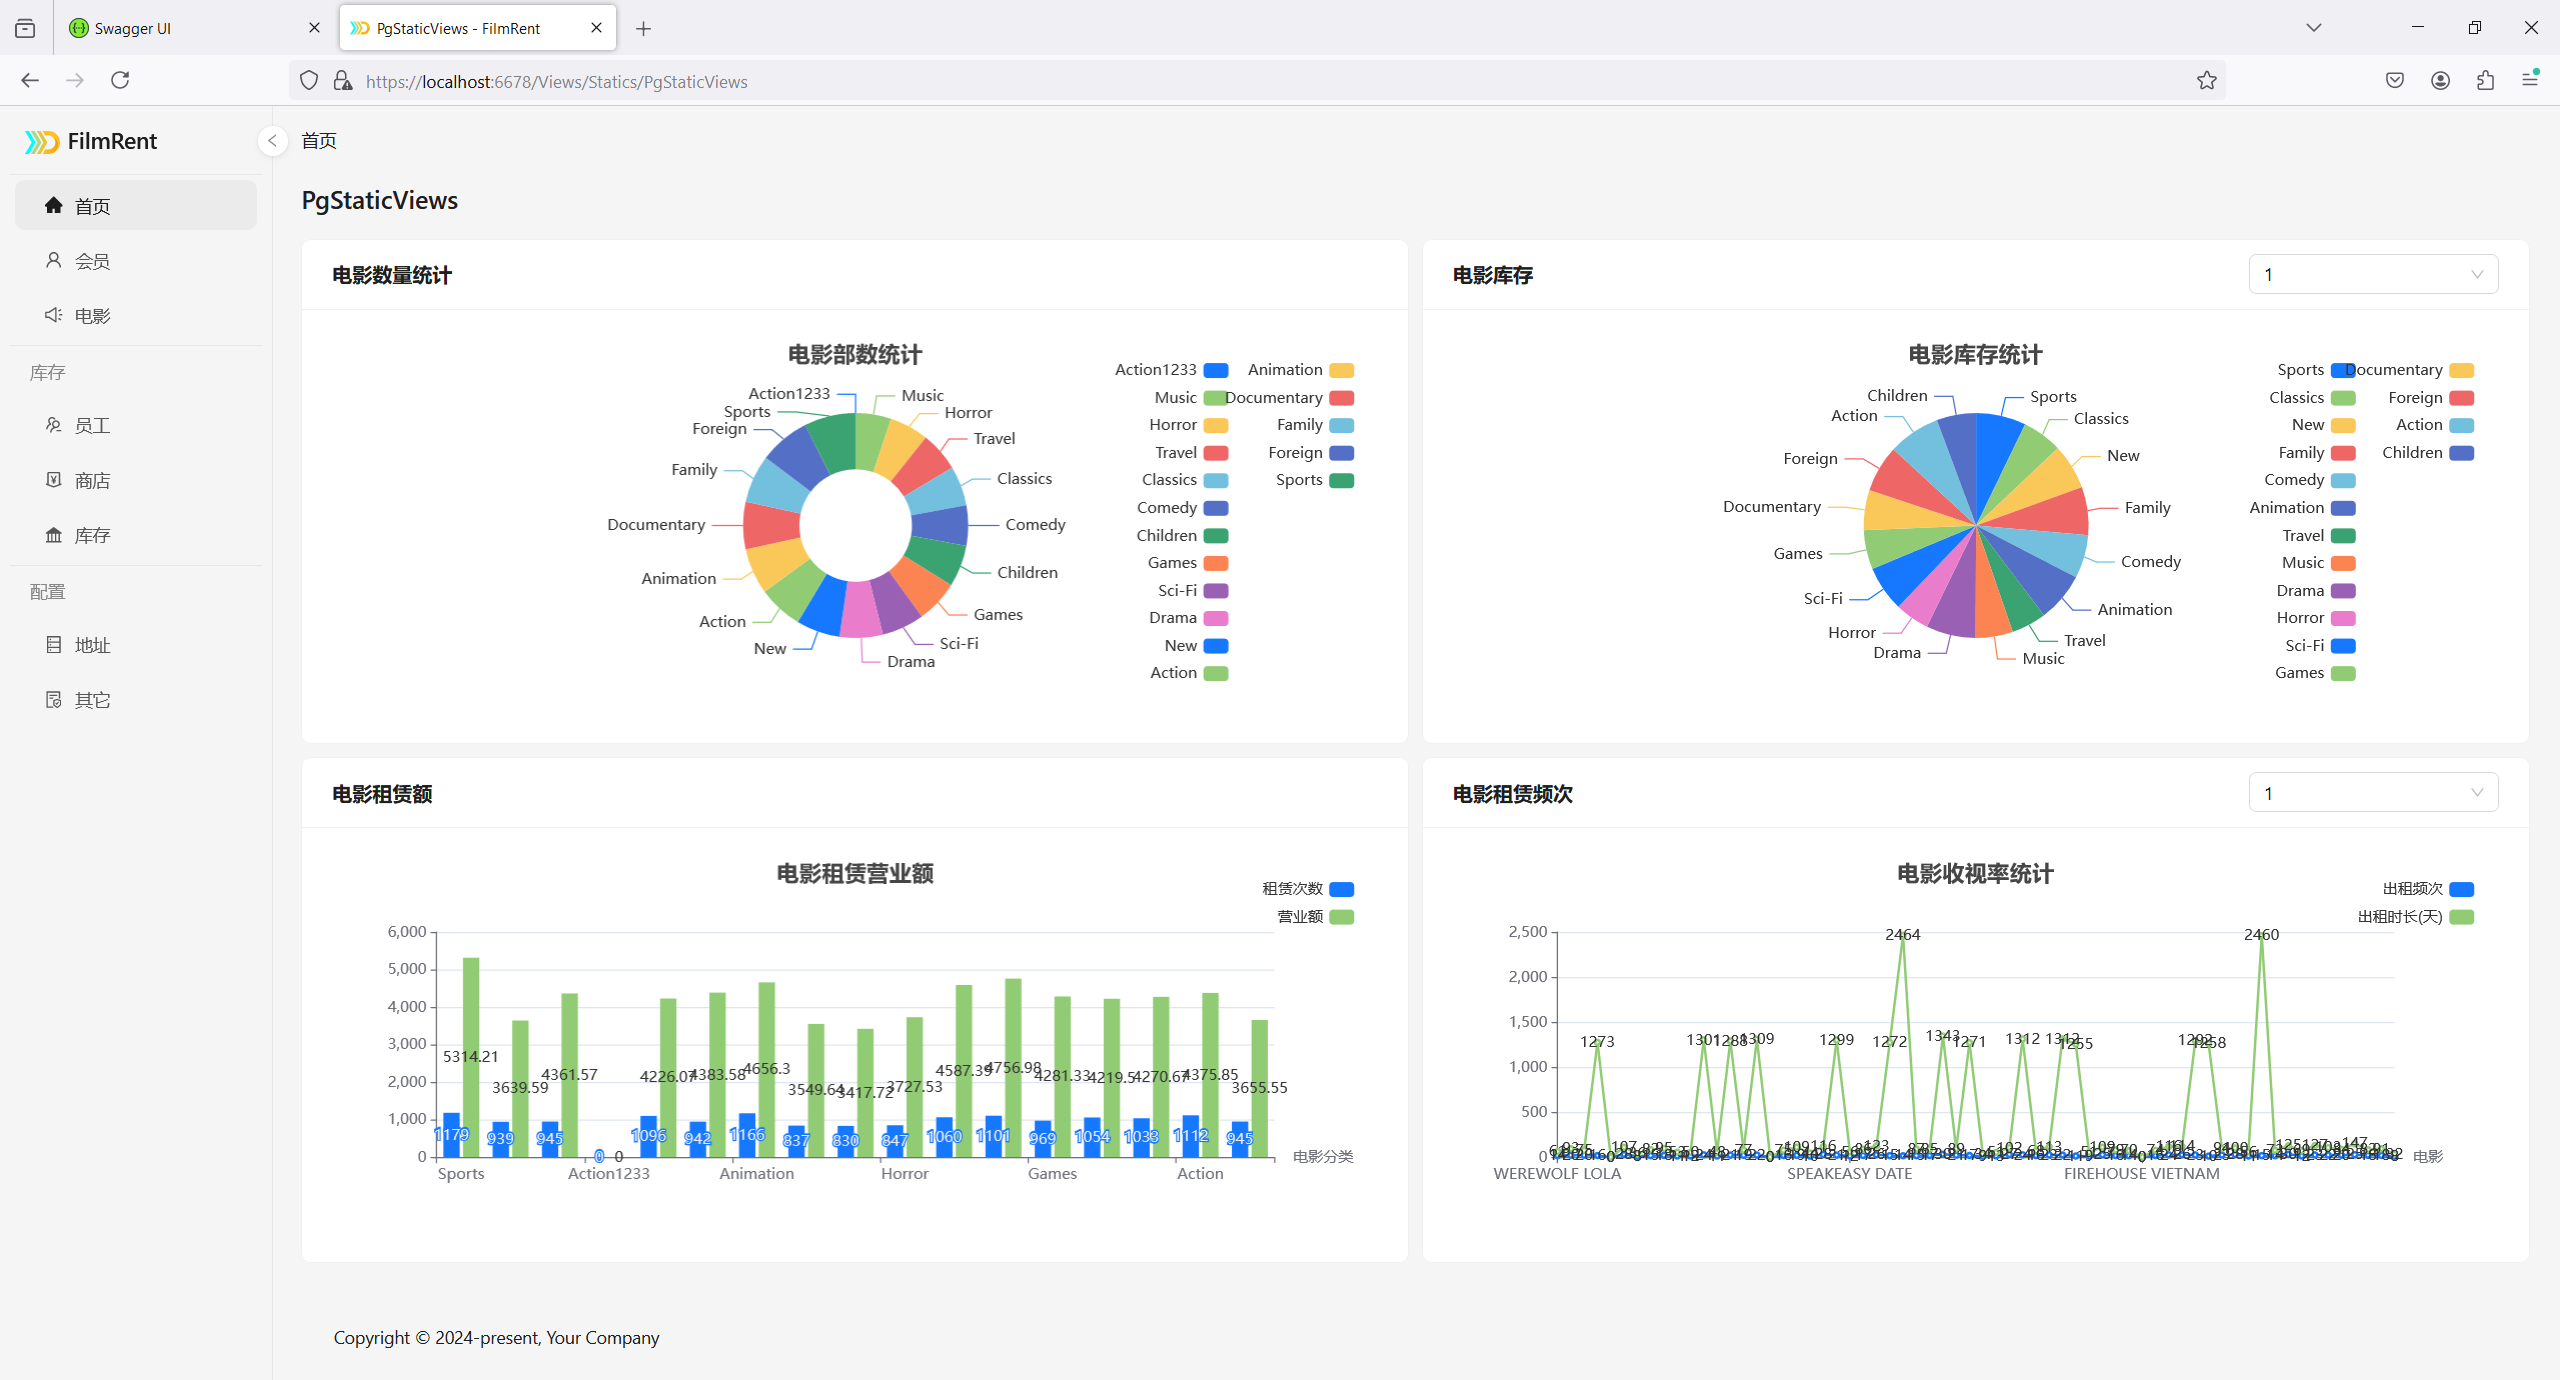 Swagger UI
PgStaticViews - FilmRent
https://localhost:6678/Views/Statics/PgStaticViews
FilmRent
首页
会员
电影
库存
员工
商店
库存
配置
地址
其它
首页
PgStaticViews
电影数量统计
电影部数统计
Action1233
Sports
Foreign
Family
Documentary
Animation
Action
New
Music
Horror
Travel
Classics
Comedy
Children
Games
Sci-Fi
Drama
Action1233
Music
Horror
Travel
Classics
Comedy
Children
Games
Sci-Fi
Drama
New
Action
Animation
Documentary
Family
Foreign
Sports
电影库存
1
电影库存统计
Children
Action
Foreign
Documentary
Games
Sci-Fi
Horror
Drama
Sports
Classics
New
Family
Comedy
Animation
Travel
Music
Sports
Classics
New
Family
Comedy
Animation
Travel
Music
Drama
Horror
Sci-Fi
Games
Documentary
Foreign
Action
Children
电影租赁额
电影租赁营业额
租赁次数
营业额
6,000
5,000
4,000
3,000
2,000
1,000
0
5314.21
3639.59
4361.57
0
4226.07
4383.58
4656.3
3549.64
3417.72
3727.53
4587.39
4756.98
4281.33
4219.5
4270.67
4375.85
3655.55
1179
939
945
0
1096
942
1166
837
830
847
1060
1101
969
1054
1033
1112
945
Sports
Action1233
Animation
Horror
Games
Action
电影分类
电影租赁频次
1
电影收视率统计
出租频次
出租时长(天)
2,500
2,000
1,500
1,000
500
0
2464
2460
1273
1301
1288
1309
1299
1272
1343
1271
1312
1312
1255
1292
1258
WEREWOLF LOLA
SPEAKEASY DATE
FIREHOUSE VIETNAM
电影
Copyright © 2024-present, Your Company